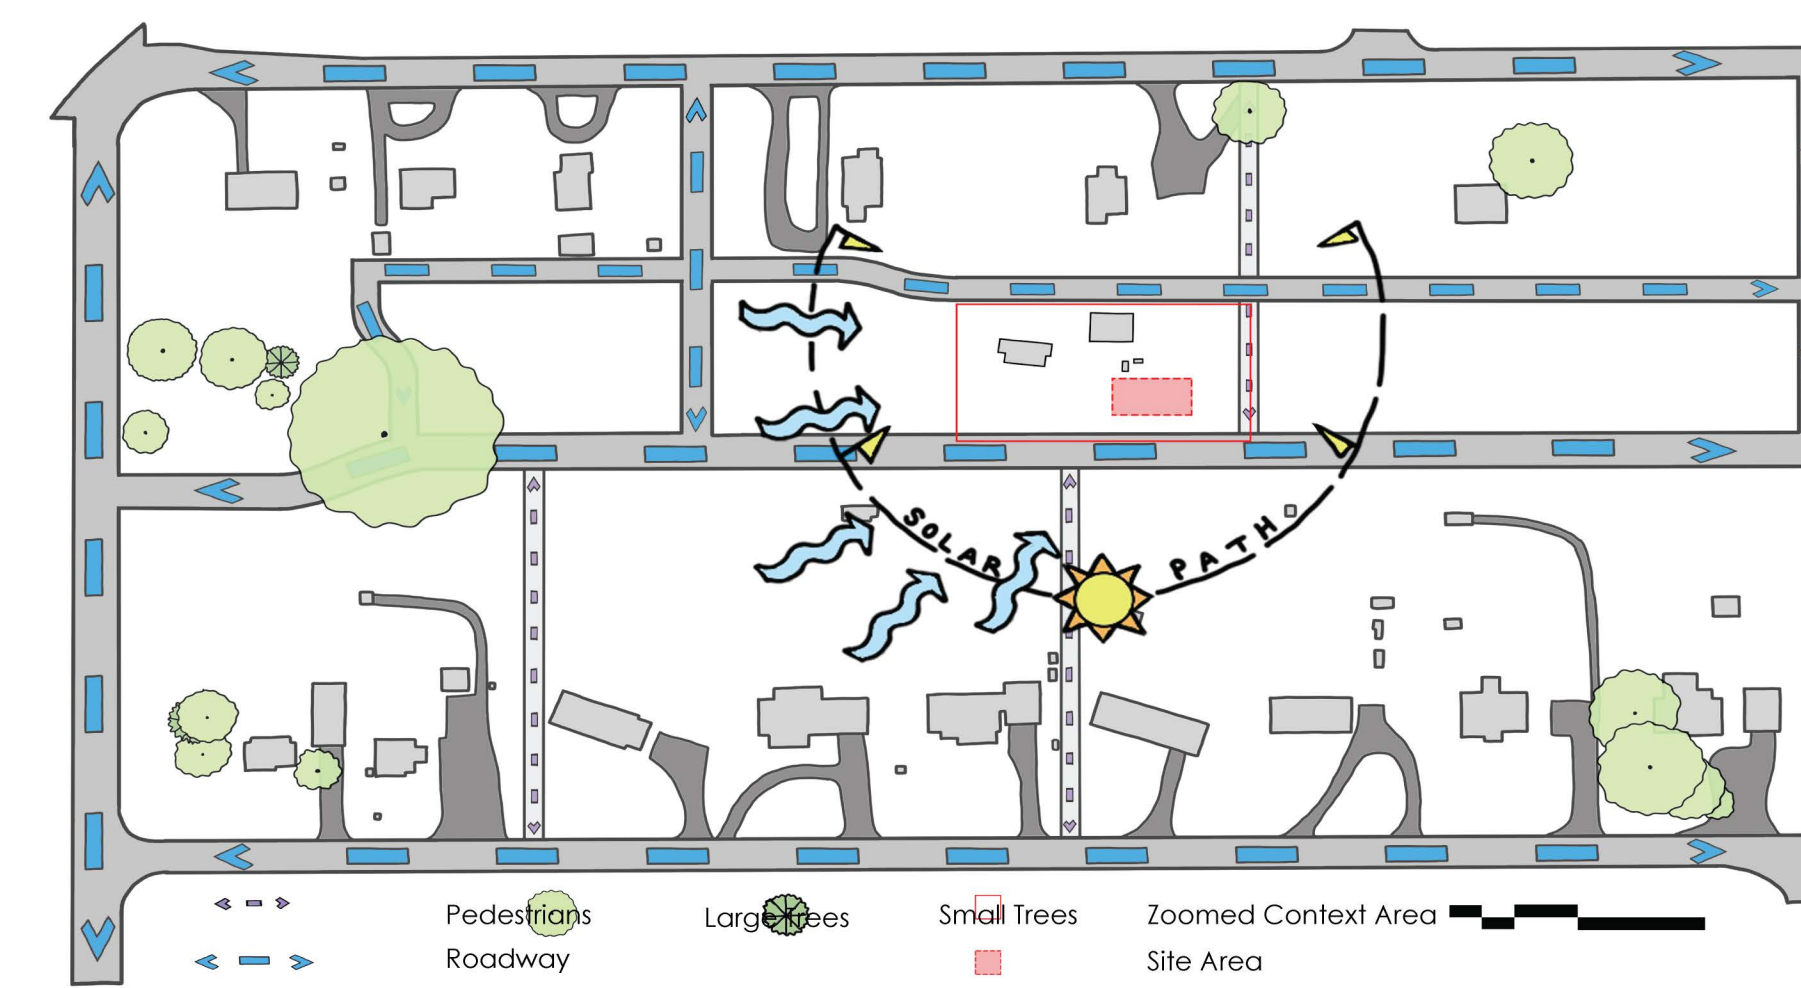 SOLAR PATH
Pedestrians Large Trees Small Trees Zoomed Context Area
Roadway Site Area